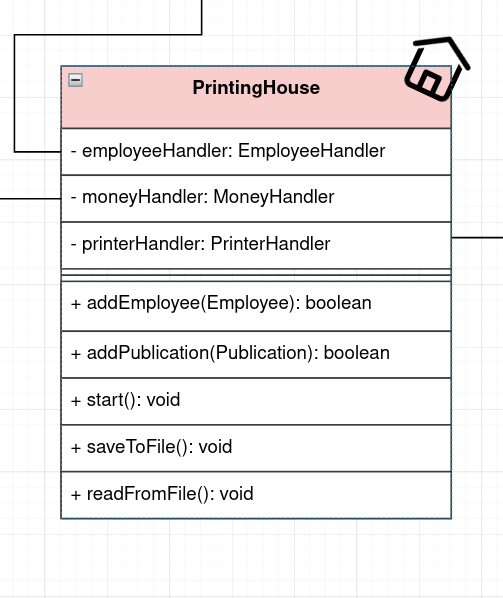 PrintingHouse
- employeeHandler: EmployeeHandler
- moneyHandler: MoneyHandler
- printerHandler: PrinterHandler
+ addEmployee(Employee): boolean
+ addPublication(Publication): boolean
+ start(): void
+ saveToFile(): void
+ readFromFile(): void